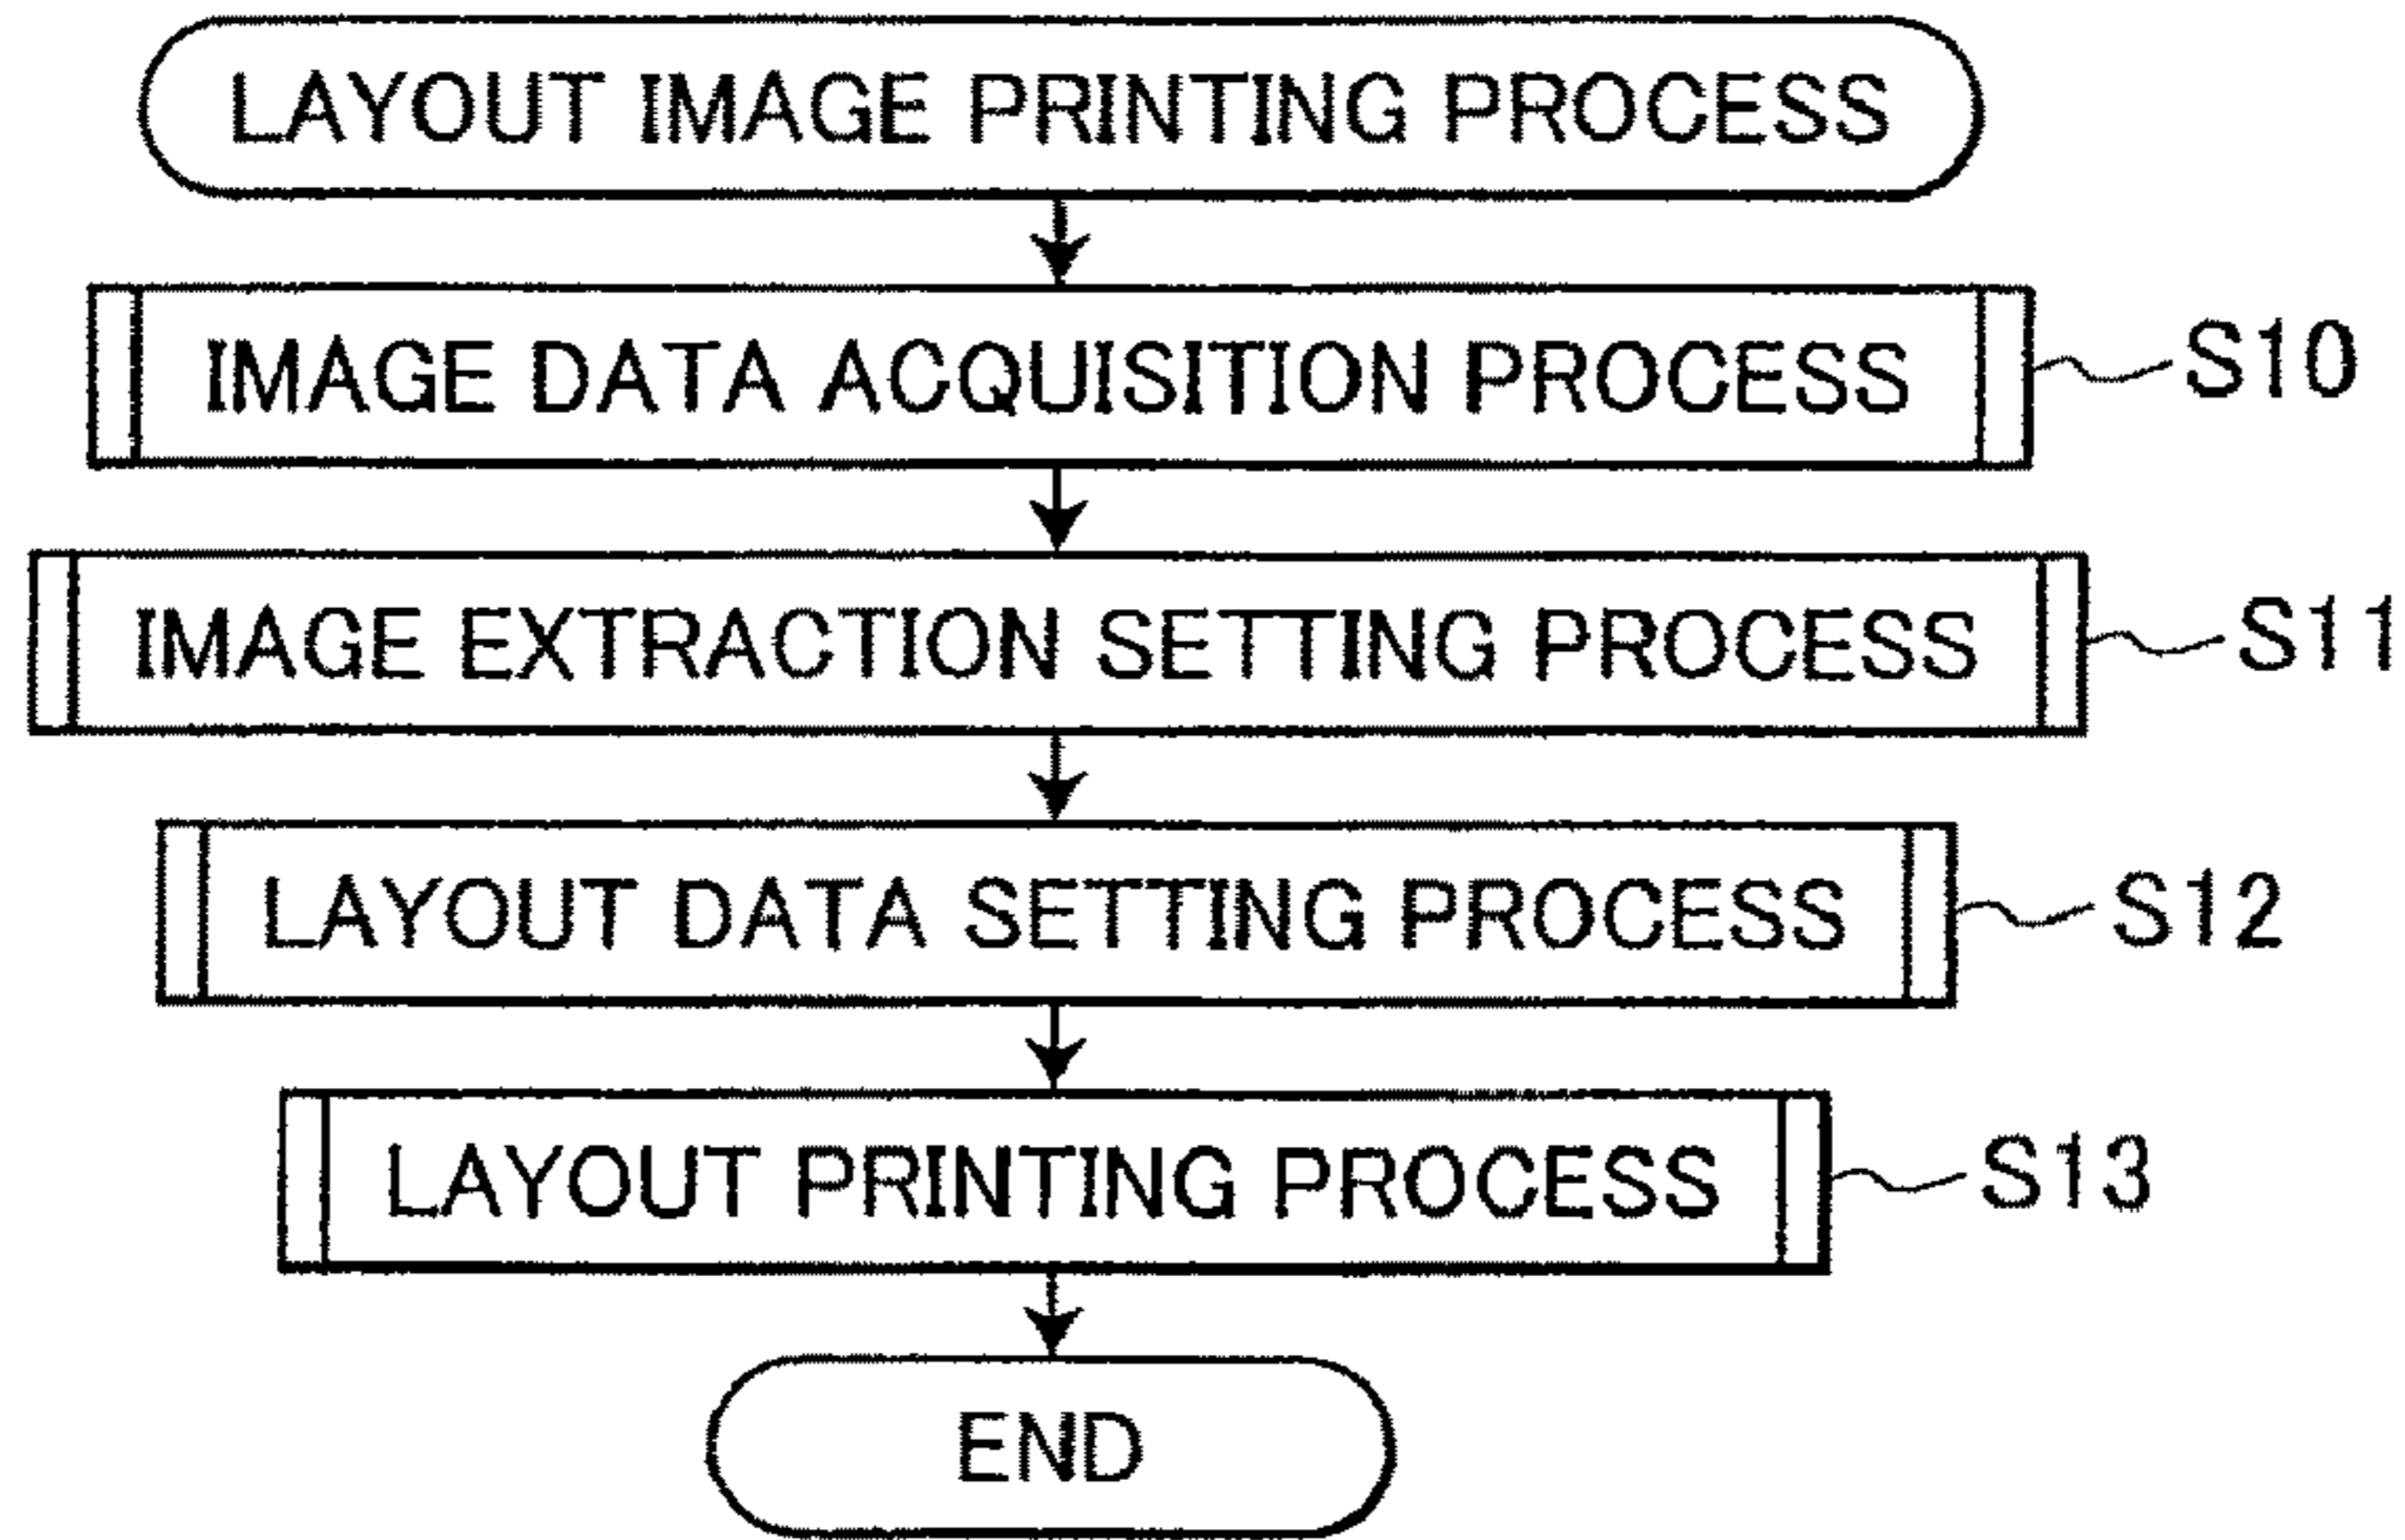 LAYOUT IMAGE PRINTING PROCESS
IMAGE DATA ACQUISITION PROCESS S10
IMAGE EXTRACTION SETTING PROCESS S11
LAYOUT DATA SETTING PROCESS S12
LAYOUT PRINTING PROCESS S13
END